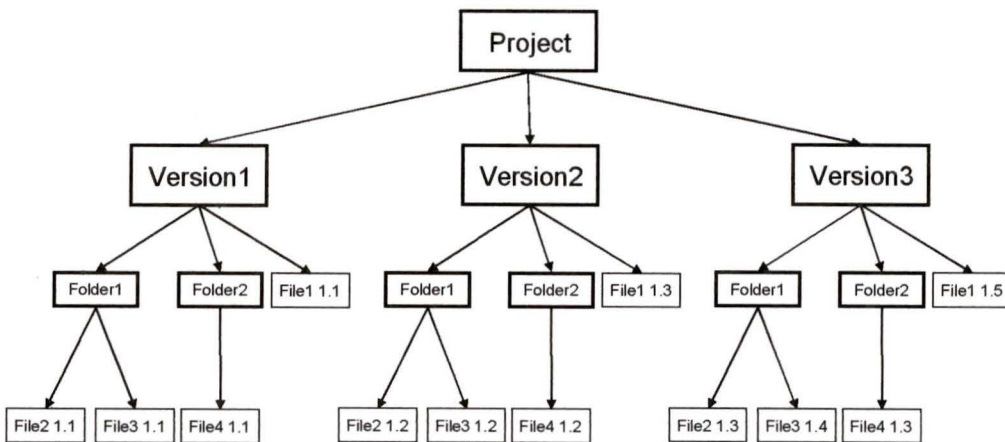 Project
Version1
Version2
Version3
Folder1
Folder2
File1 1.1
Folder1
Folder2
File1 1.3
Folder1
Folder2
File1 1.5
File2 1.1
File3 1.1
File4 1.1
File2 1.2
File3 1.2
File4 1.2
File2 1.3
File3 1.4
File4 1.3